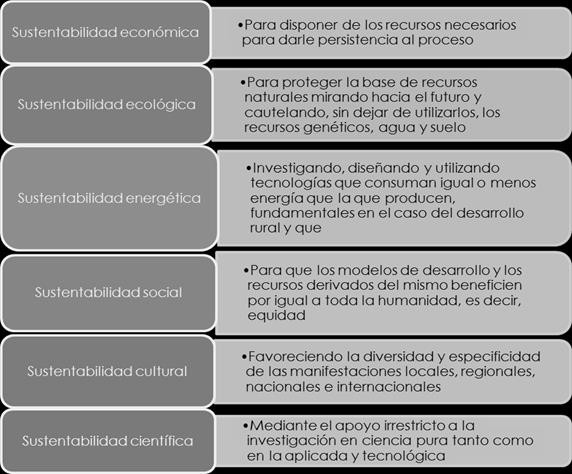 Sustentabilidad económica
•Para disponer de los recursos necesarios
para darle persistencia al proceso
Sustentabilidad ecológica
•Para proteger la base de recursos
naturales mirando hacia el futuro y
cautelando, sin dejar de utilizarlos, los
recursos genéticos, agua y suelo
Sustentabilidad energética
•Investigando, diseñando y utilizando
tecnologías que consuman igual o menos
energía que la que producen,
fundamentales en el caso del desarrollo
rural y que
Sustentabilidad social
•Para que los modelos de desarrollo y los
recursos derivados del mismo beneficien
por igual a toda la humanidad, es decir,
equidad
Sustentabilidad cultural
•Favoreciendo la diversidad y especificidad
de las manifestaciones locales, regionales,
nacionales e internacionales
Sustentabilidad científica
•Mediante el apoyo irrestricto a la
investigación en ciencia pura tanto como
en la aplicada y tecnológica